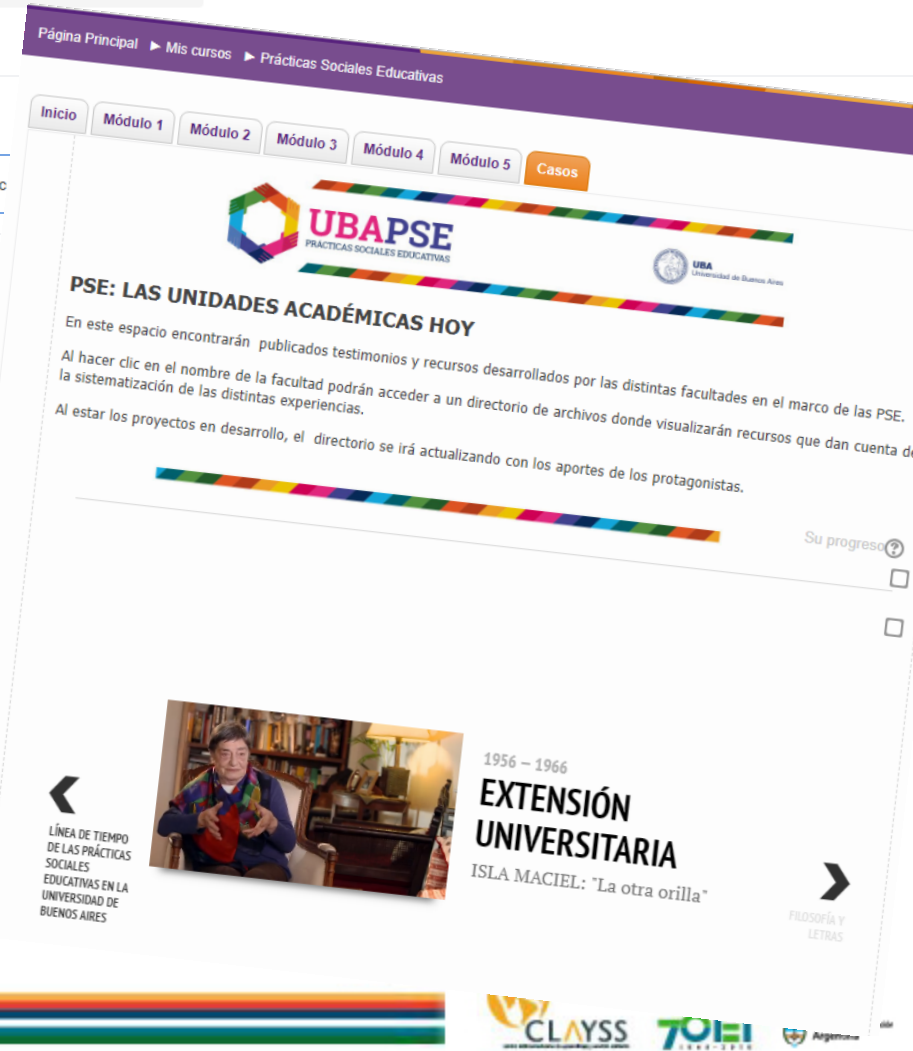 Página Principal ► Mis cursos ► Prácticas Sociales Educativas
Inicio
Módulo 1
Módulo 2
Módulo 3
Módulo 4
Módulo 5
Casos
UBAPSE
PRÁCTICAS SOCIALES EDUCATIVAS
UBA
Universidad de Buenos Aires
PSE: LAS UNIDADES ACADÉMICAS HOY
En este espacio encontrarán publicados testimonios y recursos desarrollados por las distintas facultades en el marco de las PSE.
Al hacer clic en el nombre de la facultad podrán acceder a un directorio de archivos donde visualizarán recursos que dan cuenta de
la sistematización de las distintas experiencias.
Al estar los proyectos en desarrollo, el directorio se irá actualizando con los aportes de los protagonistas.
Su progreso
1956 – 1966
EXTENSIÓN
UNIVERSITARIA
ISLA MACIEL: "La otra orilla"
LÍNEA DE TIEMPO
DE LAS PRÁCTICAS
SOCIALES
EDUCATIVAS EN LA
UNIVERSIDAD DE
BUENOS AIRES
FILOSOFÍA Y
LETRAS
CLAYSS